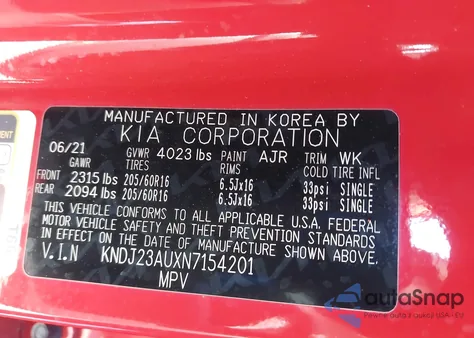 MANUFACTURED IN KOREA BY
KIA CORPORATION
06/21 GVWR 4023 lbs PAINT AJR TRIM WK
GAWR TIRES RIMS COLD TIRE INFL
FRONT 2315 lbs 205/60R16 6.5Jx16 33psi SINGLE
REAR 2094 lbs 205/60R16 6.5Jx16 33psi SINGLE
THIS VEHICLE CONFORMS TO ALL APPLICABLE U.S.A. FEDERAL
MOTOR VEHICLE SAFETY AND THEFT PREVENTION STANDARDS
IN EFFECT ON THE DATE OF MANUFACTURE SHOWN ABOVE.
V.I.N KNDJ23AUXN7154201
MPV
autaSnap